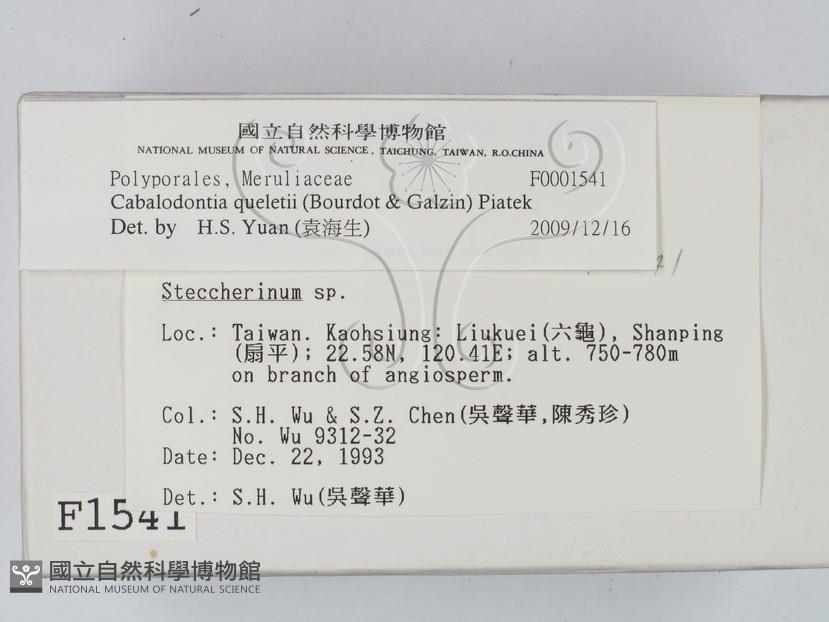 國立自然科學博物館
NATIONAL MUSEUM OF NATURAL SCIENCE, TAICHUNG, TAIWAN, R.O.CHINA
Polyporales, Meruliaceae F0001541
Cabalodontia queletii (Bourdot & Galzin) Piatek
Det. by H.S. Yuan (袁海生) 2009/12/16
Steccherinum sp.
Loc.: Taiwan. Kaohsiung: Liukuei(六龜), Shanping
(扇平); 22.58N, 120.41E; alt. 750-780m
on branch of angiosperm.
Col.: S.H. Wu & S.Z. Chen(吳聲華,陳秀珍)
No. Wu 9312-32
Date: Dec. 22, 1993
Det.: S.H. Wu(吳聲華)
F1541
國立自然科學博物館
NATIONAL MUSEUM OF NATURAL SCIENCE